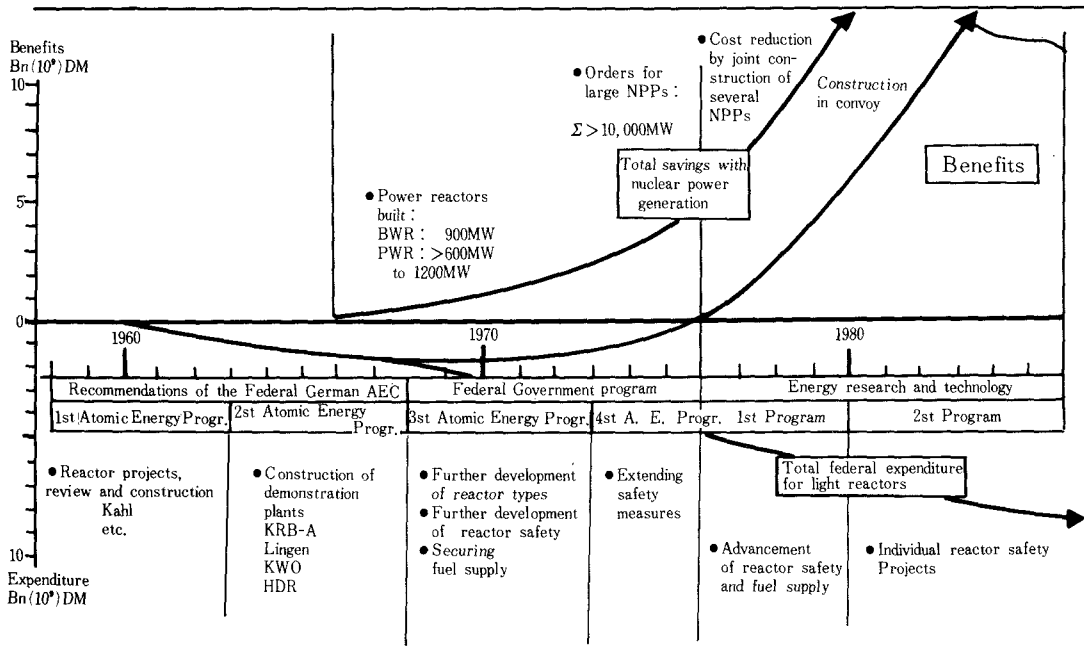 Benefits
Bn(10⁹)DM
10
5
0
10
Expenditure
Bn(10⁹)DM
● Power reactors
built :
BWR : 900MW
PWR : >600MW
to 1200MW
● Orders for
large NPPs :
Σ>10,000MW
● Cost reduction
by joint con-
struction of
several
NPPs
Construction
in convoy
Total savings with
nuclear power
generation
Benefits
1960
1970
1980
Recommendations of the Federal German AEC
Federal Government program
Energy research and technology
1st Atomic Energy Progr.
2st Atomic Energy
Progr.
3st Atomic Energy Progr.
4st A. E. Progr.
1st Program
2st Program
● Reactor projects,
review and construction
Kahl
etc.
● Construction of
demonstration
plants
KRB-A
Lingen
KWO
HDR
● Further development
of reactor types
● Further development
of reactor safety
● Securing
fuel supply
● Extending
safety
measures
Total federal expenditure
for light reactors
● Advancement
of reactor safety
and fuel supply
● Individual reactor safety
Projects